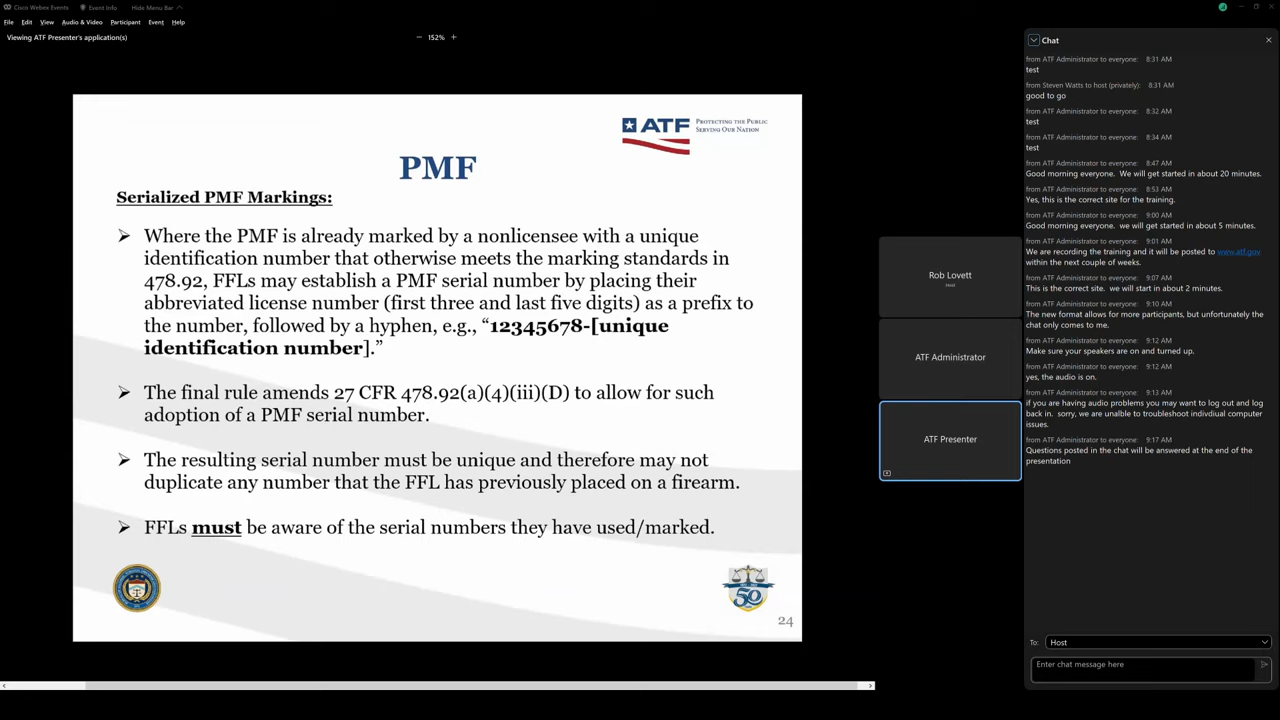 Cisco Webex Events
Event Info
Hide Menu Bar
File Edit View Audio & Video Participant Event Help
Viewing ATF Presenter's application(s)
152%
ATF
PROTECTING THE PUBLIC
SERVING OUR NATION
PMF
Serialized PMF Markings:
Where the PMF is already marked by a nonlicensee with a unique
identification number that otherwise meets the marking standards in
478.92, FFLs may establish a PMF serial number by placing their
abbreviated license number (first three and last five digits) as a prefix to
the number, followed by a hyphen, e.g., “12345678-[unique
identification number].”
The final rule amends 27 CFR 478.92(a)(4)(iii)(D) to allow for such
adoption of a PMF serial number.
The resulting serial number must be unique and therefore may not
duplicate any number that the FFL has previously placed on a firearm.
FFLs must be aware of the serial numbers they have used/marked.
50
24
Rob Lovett
Host
ATF Administrator
ATF Presenter
Chat
from ATF Administrator to everyone: 8:31 AM
test
from Steven Watts to host (privately): 8:31 AM
good to go
from ATF Administrator to everyone: 8:32 AM
test
from ATF Administrator to everyone: 8:34 AM
test
from ATF Administrator to everyone: 8:47 AM
Good morning everyone. We will get started in about 20 minutes.
from ATF Administrator to everyone: 8:53 AM
Yes, this is the correct site for the training.
from ATF Administrator to everyone: 9:00 AM
Good morning everyone. we will get started in about 5 minutes.
from ATF Administrator to everyone: 9:01 AM
We are recording the training and it will be posted to www.atf.gov
within the next couple of weeks.
from ATF Administrator to everyone: 9:07 AM
This is the correct site. we will start in about 2 minutes.
from ATF Administrator to everyone: 9:10 AM
The new format allows for more participants, but unfortunately the
chat only comes to me.
from ATF Administrator to everyone: 9:12 AM
Make sure your speakers are on and turned up.
from ATF Administrator to everyone: 9:12 AM
yes, the audio is on.
from ATF Administrator to everyone: 9:13 AM
if you are having audio problems you may want to log out and log
back in. sorry, we are unable to troubleshoot indivdiual computer
issues.
from ATF Administrator to everyone: 9:17 AM
Questions posted in the chat will be answered at the end of the
presentation
To: Host
Enter chat message here